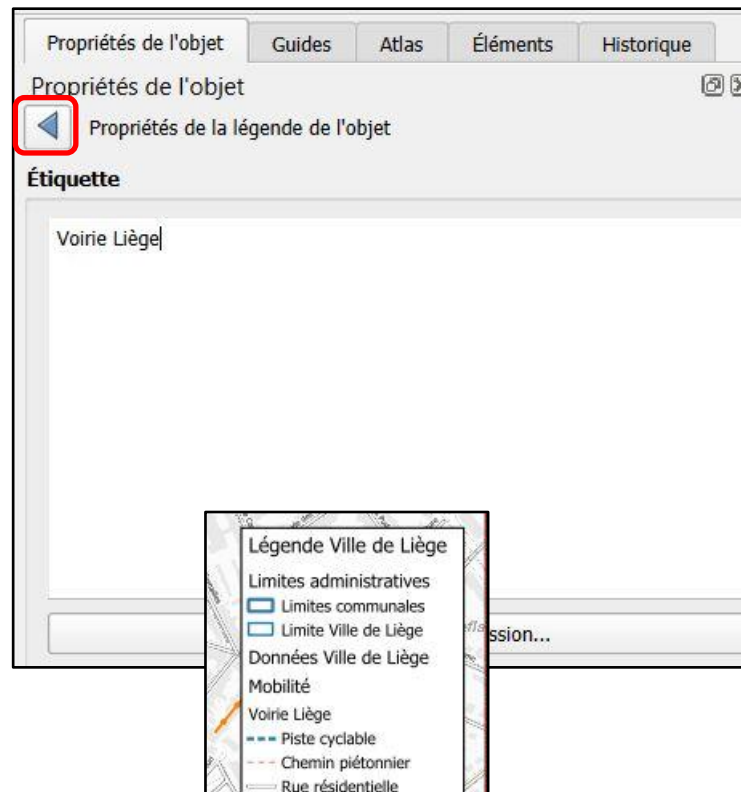 Propriétés de l'objet Guides Atlas Éléments Historique
Propriétés de l'objet
Propriétés de la légende de l'objet
Étiquette
Voirie Liège
ssion...
Légende Ville de Liège
Limites administratives
Limites communales
Limite Ville de Liège
Données Ville de Liège
Mobilité
Voirie Liège
Piste cyclable
Chemin piétonnier
Rue résidentielle